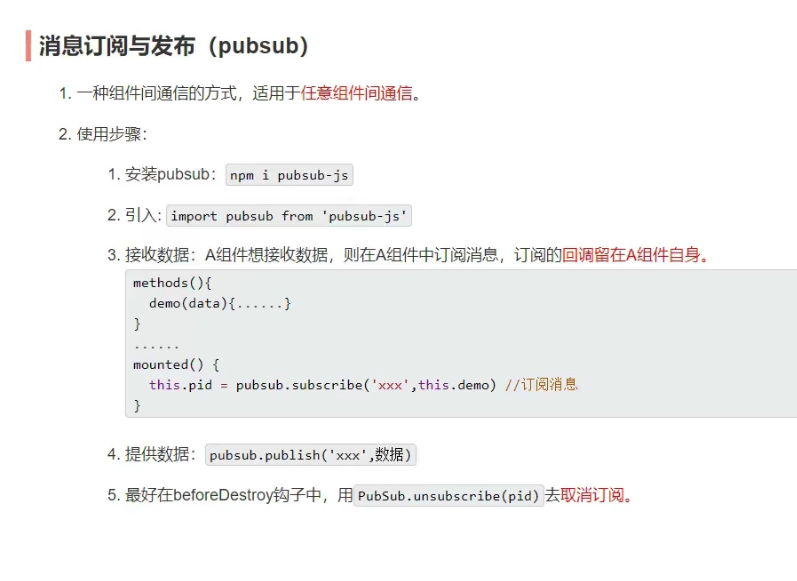 消息订阅与发布（pubsub）
1. 一种组件间通信的方式，适用于任意组件间通信。
2. 使用步骤：
1. 安装pubsub：npm i pubsub-js
2. 引入: import pubsub from 'pubsub-js'
3. 接收数据：A组件想接收数据，则在A组件中订阅消息，订阅的回调留在A组件自身。
methods(){
  demo(data){......}
}
......
mounted() {
  this.pid = pubsub.subscribe('xxx',this.demo) //订阅消息
}
4. 提供数据：pubsub.publish('xxx',数据)
5. 最好在beforeDestroy钩子中，用PubSub.unsubscribe(pid)去取消订阅。